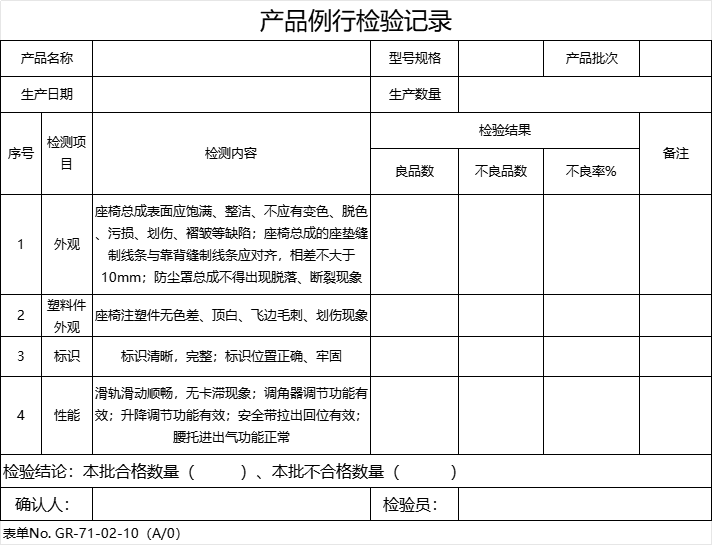 产品例行检验记录
产品名称 型号规格 产品批次
生产日期 生产数量
序号 检测项目 检测内容 检验结果 备注
良品数 不良品数 不良率%
1 外观 座椅总成表面应饱满、整洁、不应有变色、脱色
、污损、划伤、褶皱等缺陷；座椅总成的座垫缝
制线条与靠背缝制线条应对齐，相差不大于
10mm；防尘罩总成不得出现脱落、断裂现象
2 塑料件外观 座椅注塑件无色差、顶白、飞边毛刺、划伤现象
3 标识 标识清晰，完整；标识位置正确、牢固
4 性能 滑轨滑动顺畅，无卡滞现象；调角器调节功能有
效；升降调节功能有效；安全带拉出回位有效；
腰托进出气功能正常
检验结论：本批合格数量（ ）、本批不合格数量（ ）
确认人： 检验员：
表单No. GR-71-02-10（A/0）